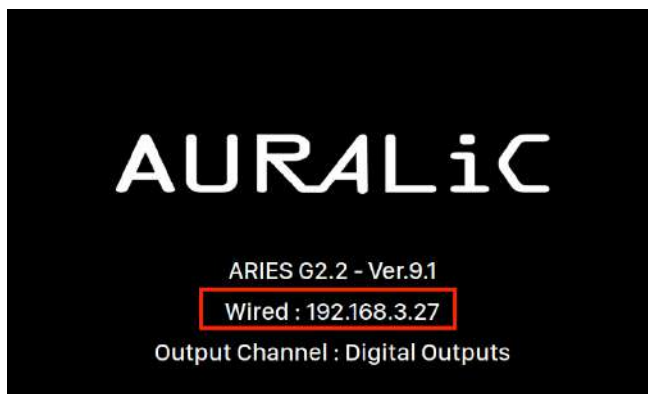 AURALiC
ARIES G2.2 - Ver.9.1
Wired : 192.168.3.27
Output Channel : Digital Outputs